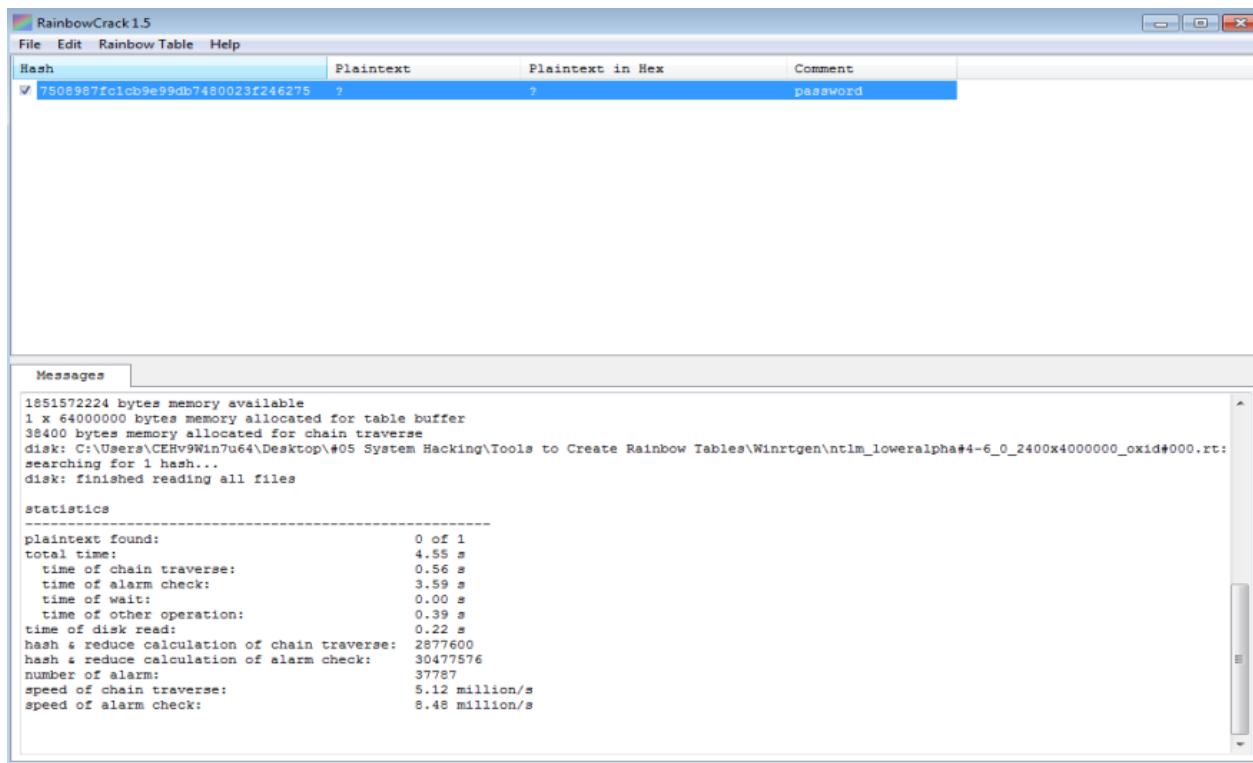 RainbowCrack 1.5
File Edit Rainbow Table Help
Hash Plaintext Plaintext in Hex Comment
7508987fc1cb9e99db7480023f246275 ? ? password
Messages
1851572224 bytes memory available
1 x 64000000 bytes memory allocated for table buffer
38400 bytes memory allocated for chain traverse
disk: C:\Users\CEHv9Win7u64\Desktop\#05 System Hacking\Tools to Create Rainbow Tables\Winrtgen\ntlm_loweralpha#4-6_0_2400x4000000_oxid#000.rt:
searching for 1 hash...
disk: finished reading all files
statistics
-------------------------------------------------------
plaintext found: 0 of 1
total time: 4.55 s
time of chain traverse: 0.56 s
time of alarm check: 3.59 s
time of wait: 0.00 s
time of other operation: 0.39 s
time of disk read: 0.22 s
hash & reduce calculation of chain traverse: 2877600
hash & reduce calculation of alarm check: 30477576
number of alarm: 37787
speed of chain traverse: 5.12 million/s
speed of alarm check: 8.48 million/s